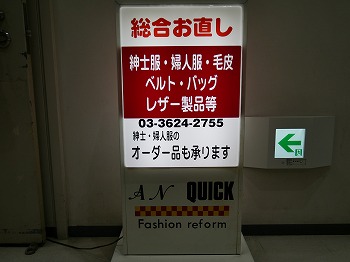 総合お直し
紳士服・婦人服・毛皮
ベルト・バッグ
レザー製品等
03-3624-2755
紳士・婦人服の
オーダー品も承ります
AN QUICK
Fashion reform